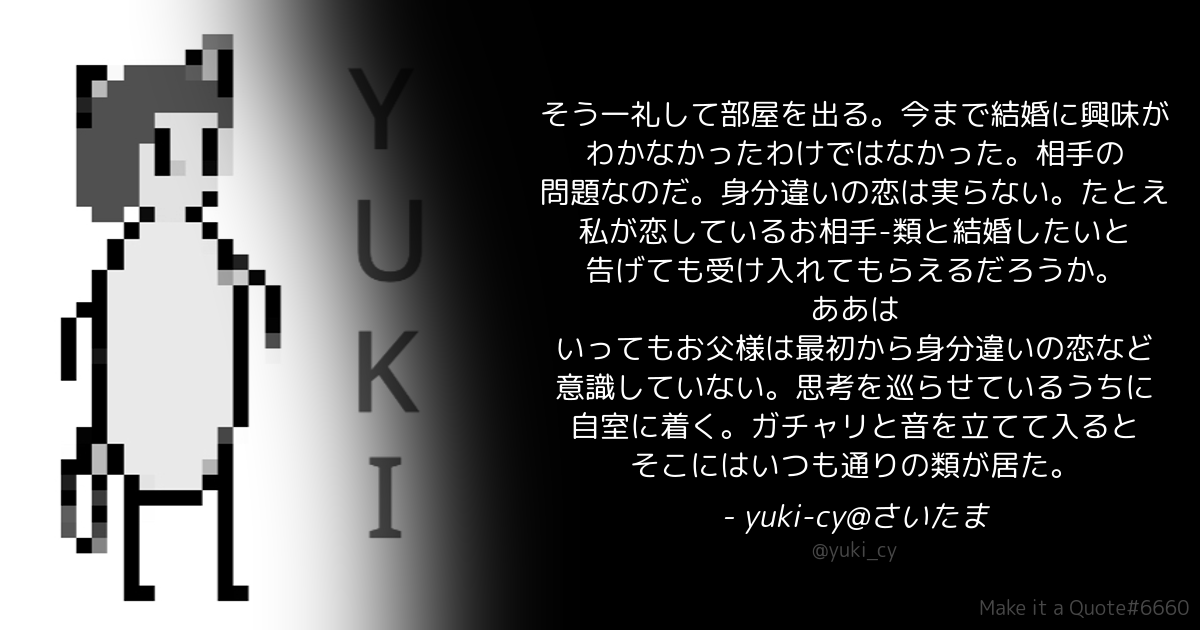 YUKI
そう一礼して部屋を出る。今まで結婚に興味が
わかなかったわけではなかった。相手の
問題なのだ。身分違いの恋は実らない。たとえ
私が恋しているお相手-類と結婚したいと
告げても受け入れてもらえるだろうか。
ああは
いってもお父様は最初から身分違いの恋など
意識していない。思考を巡らせているうちに
自室に着く。ガチャリと音を立てて入ると
そこにはいつも通りの類が居た。
- yuki-cy@さいたま
@yuki_cy
Make it a Quote#6660